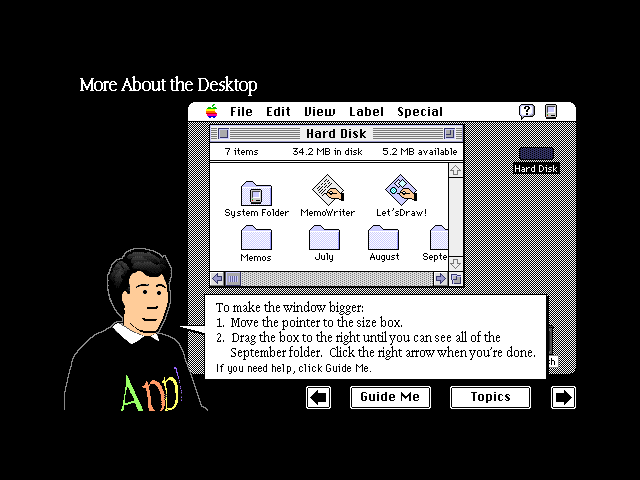 More About the Desktop
File Edit View Label Special
Hard Disk
7 items 34.2 MB in disk 5.2 MB available
Hard Disk
System Folder MemoWriter Let'sDraw!
Memos July August Septe
To make the window bigger:
1. Move the pointer to the size box.
2. Drag the box to the right until you can see all of the
September folder. Click the right arrow when you're done.
If you need help, click Guide Me.
Guide Me Topics